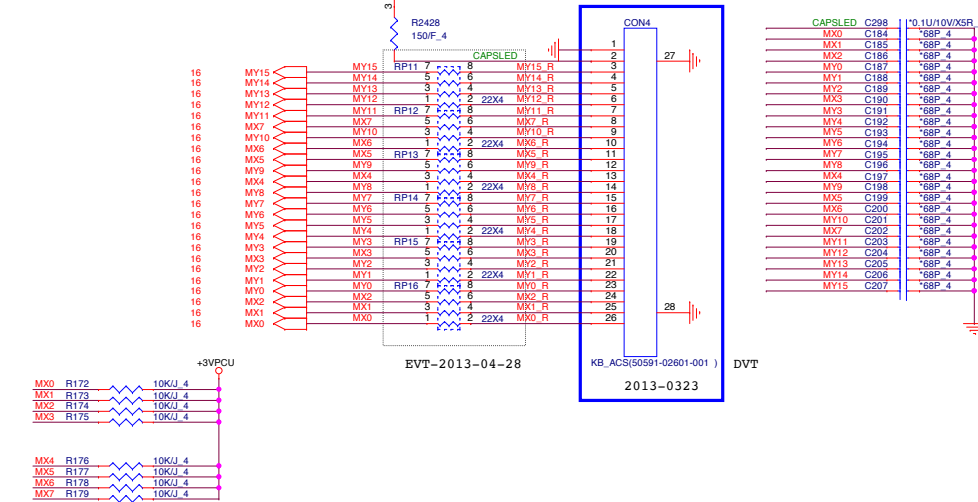 3
R2428
150/F_4
CAPSLED
16 MY15 MY15 RP11 7 8 MY15_R
16 MY14 MY14 5 6 MY14_R
16 MY13 MY13 3 4 MY13_R
16 MY12 MY12 1 2 22X4 MY12_R
16 MY11 MY11 RP12 7 8 MY11_R
16 MX7 MX7 5 6 MX7_R
16 MY10 MY10 3 4 MY10_R
16 MX6 MX6 1 2 22X4 MX6_R
16 MX5 MX5 RP13 7 8 MX5_R
16 MY9 MY9 5 6 MY9_R
16 MX4 MX4 3 4 MX4_R
16 MY8 MY8 1 2 22X4 MY8_R
16 MY7 MY7 RP14 7 8 MY7_R
16 MY6 MY6 5 6 MY6_R
16 MY5 MY5 3 4 MY5_R
16 MY4 MY4 1 2 22X4 MY4_R
16 MY3 MY3 RP15 7 8 MY3_R
16 MX3 MX3 5 6 MX3_R
16 MY2 MY2 3 4 MY2_R
16 MY1 MY1 1 2 22X4 MY1_R
16 MY0 MY0 RP16 7 8 MY0_R
16 MX2 MX2 5 6 MX2_R
16 MX1 MX1 3 4 MX1_R
16 MX0 MX0 1 2 22X4 MX0_R
EVT-2013-04-28
CON4
1
2
3
4
5
6
7
8
9
10
11
12
13
14
15
16
17
18
19
20
21
22
23
24
25
26
27
28
KB_ACS(50591-02601-001 )
2013-0323
DVT
CAPSLED C298 *0.1U/10V/X5R_
MX0 C184 *68P_4
MX1 C185 *68P_4
MX2 C186 *68P_4
MY0 C187 *68P_4
MY1 C188 *68P_4
MY2 C189 *68P_4
MX3 C190 *68P_4
MY3 C191 *68P_4
MY4 C192 *68P_4
MY5 C193 *68P_4
MY6 C194 *68P_4
MY7 C195 *68P_4
MY8 C196 *68P_4
MX4 C197 *68P_4
MY9 C198 *68P_4
MX5 C199 *68P_4
MX6 C200 *68P_4
MY10 C201 *68P_4
MX7 C202 *68P_4
MY11 C203 *68P_4
MY12 C204 *68P_4
MY13 C205 *68P_4
MY14 C206 *68P_4
MY15 C207 *68P_4
+3VPCU
MX0 R172 10K/J_4
MX1 R173 10K/J_4
MX2 R174 10K/J_4
MX3 R175 10K/J_4
MX4 R176 10K/J_4
MX5 R177 10K/J_4
MX6 R178 10K/J_4
MX7 R179 10K/J_4